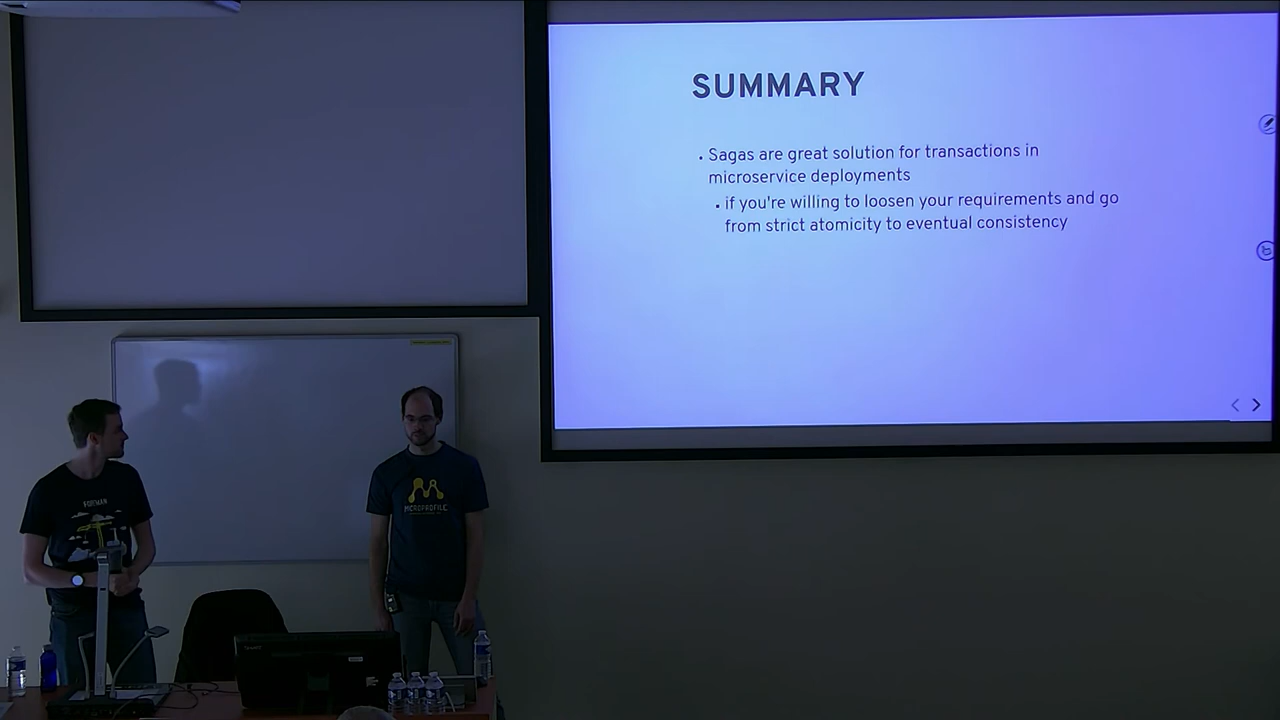 SUMMARY
• Sagas are great solution for transactions in
microservice deployments
• if you're willing to loosen your requirements and go
from strict atomicity to eventual consistency
FOREMAN
MICROPROFILE